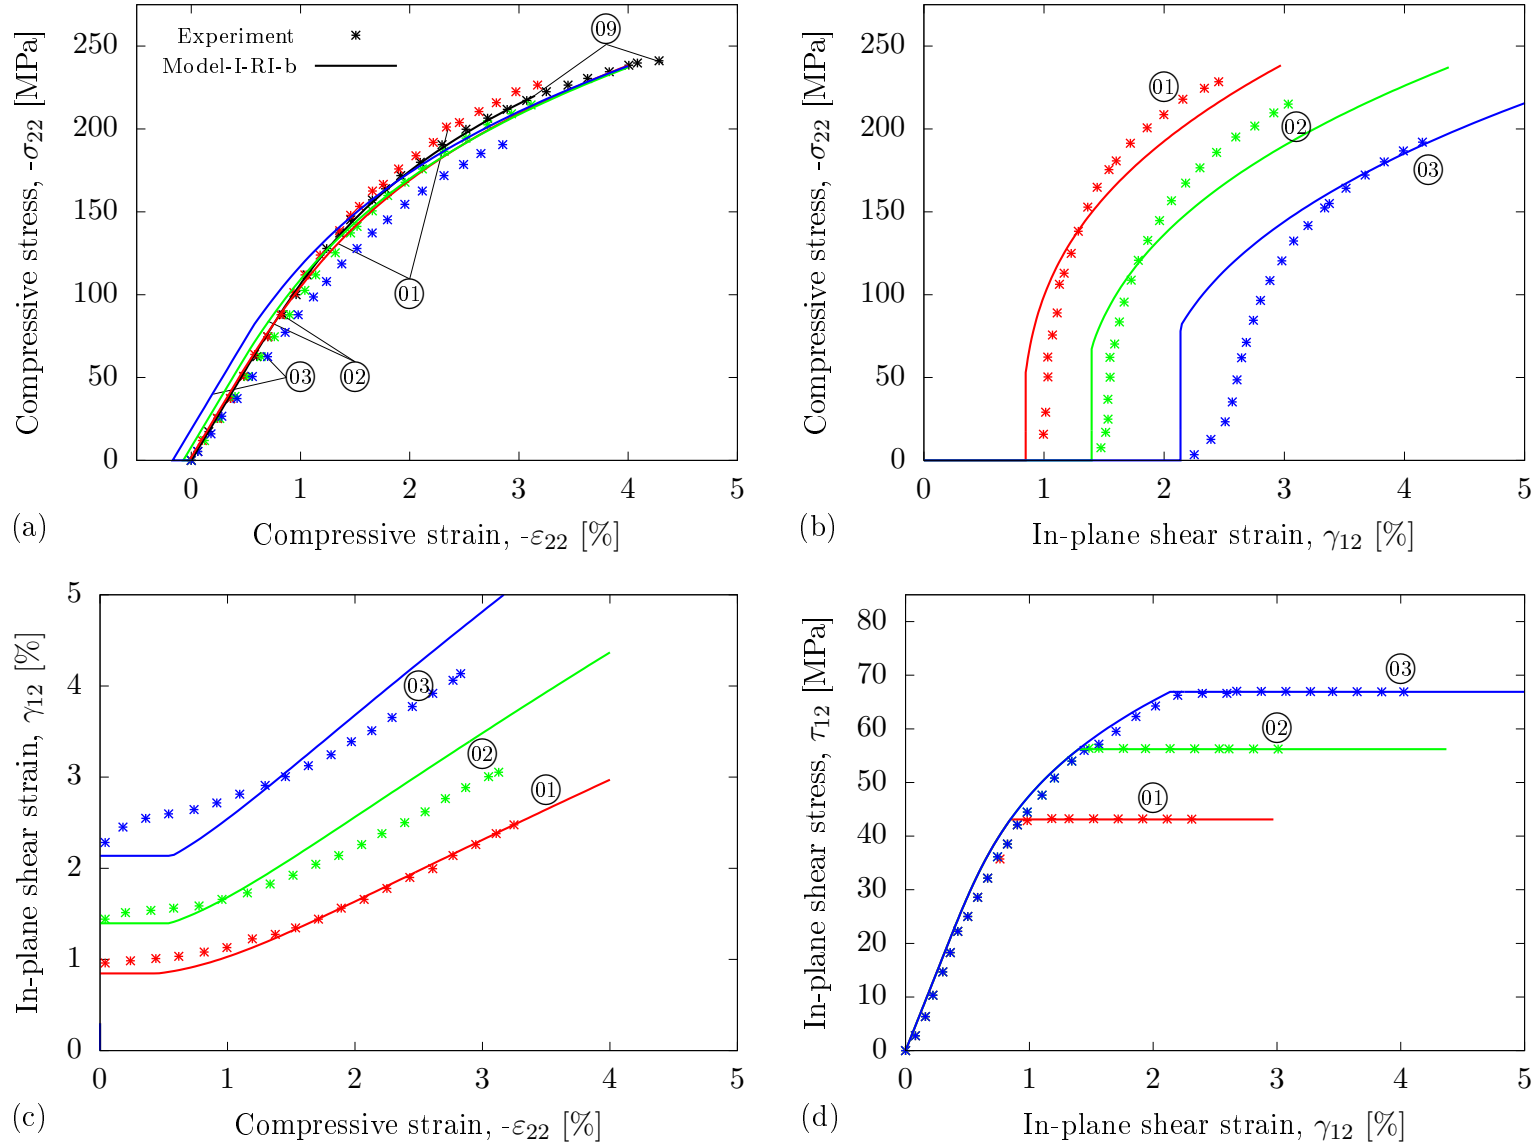 Experiment
Model-I-RI-b
Compressive stress, -σ22 [MPa]
250
200
150
100
50
0
09
01
02
03
0 1 2 3 4 5
Compressive strain, -ε22 [%]
(a)
Compressive stress, -σ22 [MPa]
250
200
150
100
50
0
01
02
03
0 1 2 3 4 5
In-plane shear strain, γ12 [%]
(b)
In-plane shear strain, γ12 [%]
5
4
3
2
1
0
03
02
01
0 1 2 3 4 5
Compressive strain, -ε22 [%]
(c)
In-plane shear stress, τ12 [MPa]
80
70
60
50
40
30
20
10
0
03
02
01
0 1 2 3 4 5
In-plane shear strain, γ12 [%]
(d)